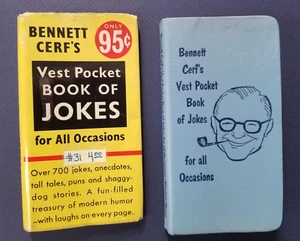 BENNETT
CERF'S
ONLY
95¢
Vest Pocket
BOOK OF
JOKES
for All Occasions
#31 4.00
Over 700 jokes, anecdotes,
tall tales, puns and shaggy-
dog stories. A fun-filled
treasury of modern humor
—with laughs on every page.
Bennett
Cerf's
Vest Pocket
Book
of Jokes
for all
Occasions